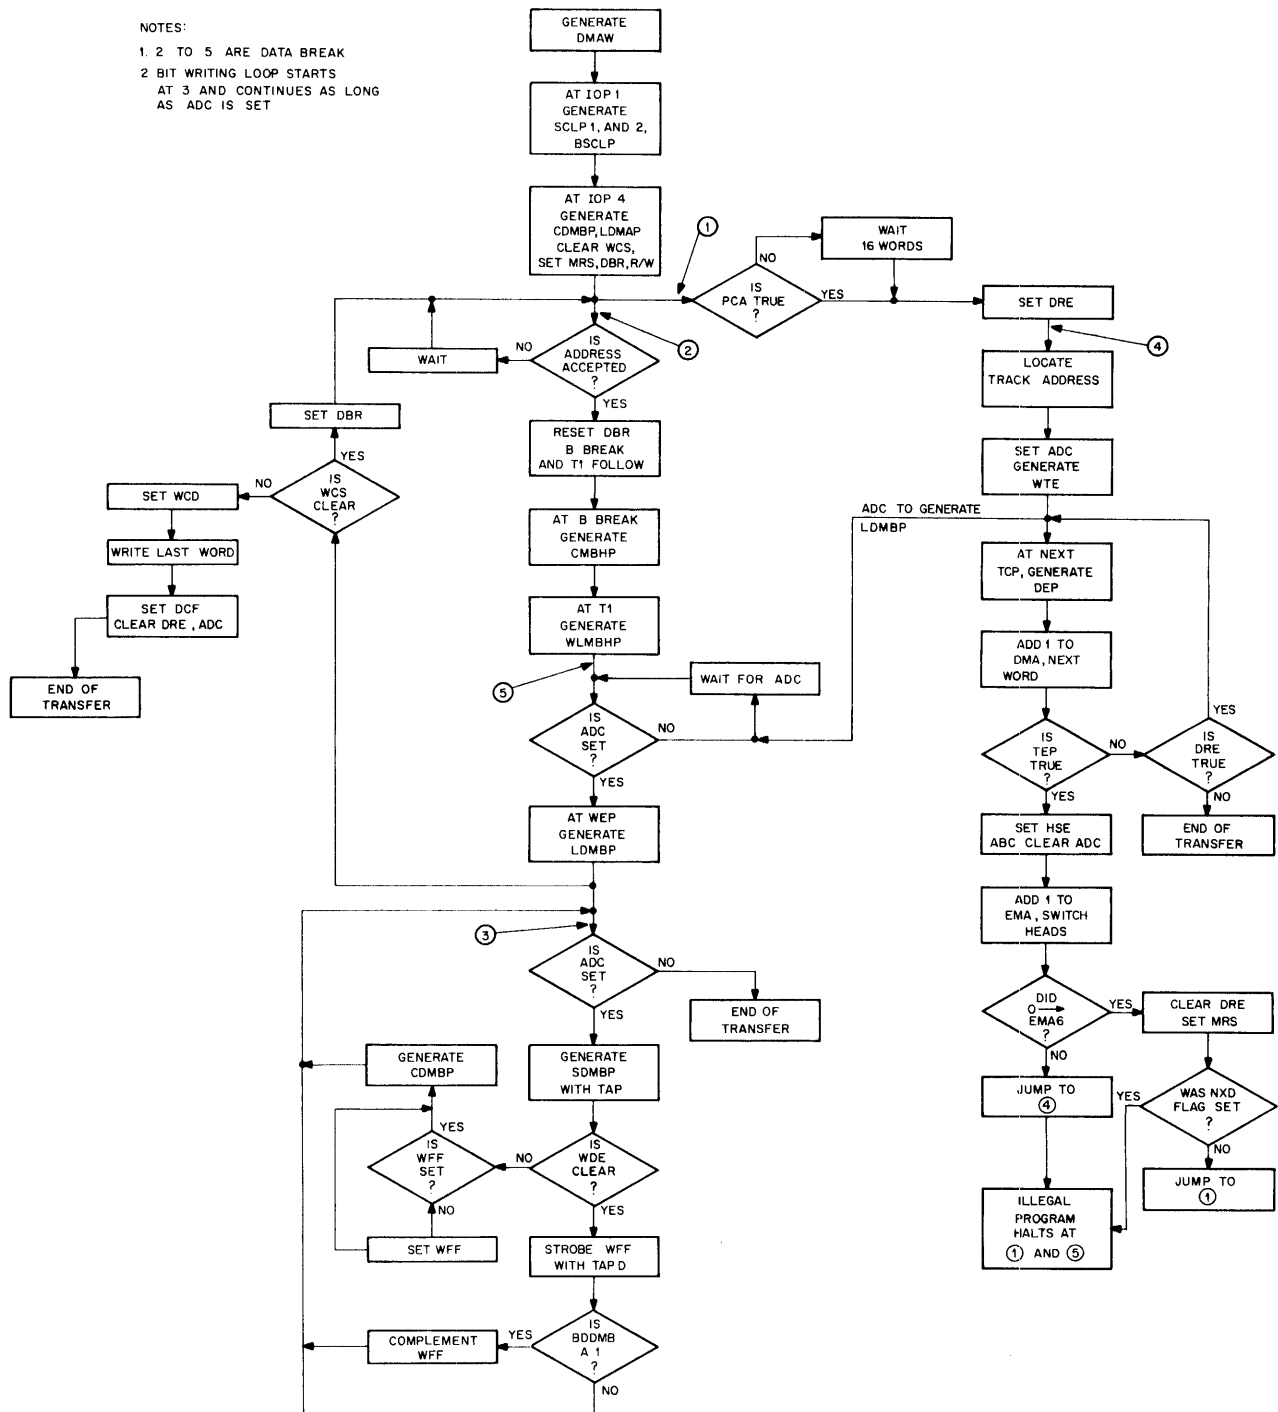 NOTES:
1. 2 TO 5 ARE DATA BREAK
2 BIT WRITING LOOP STARTS
AT 3 AND CONTINUES AS LONG
AS ADC IS SET
GENERATE
DMAW
AT IOP 1
GENERATE
SCLP 1, AND 2,
BSCLP
AT IOP 4
GENERATE
CDMBP, LDMAP
CLEAR WCS,
SET MRS, DBR, R/W
1
WAIT
16 WORDS
NO
IS
PCA TRUE
?
YES
SET DRE
2
4
IS
ADDRESS
ACCEPTED
?
NO
WAIT
YES
LOCATE
TRACK ADDRESS
SET DBR
RESET DBR
B BREAK
AND T1 FOLLOW
SET ADC
GENERATE
WTE
YES
IS
WCS
CLEAR
?
NO
SET WCD
WRITE LAST WORD
SET DCF
CLEAR DRE, ADC
END OF
TRANSFER
AT B BREAK
GENERATE
CMBHP
ADC TO GENERATE
LDMBP
AT NEXT
TCP, GENERATE
DEP
AT T1
GENERATE
WLMBHP
ADD 1 TO
DMA, NEXT
WORD
5
WAIT FOR ADC
IS
ADC
SET
?
NO
YES
IS
TEP
TRUE
?
NO
YES
IS
DRE
TRUE
?
YES
NO
AT WEP
GENERATE
LDMBP
SET HSE
ABC CLEAR ADC
END OF
TRANSFER
ADD 1 TO
EMA, SWITCH
HEADS
3
IS
ADC
SET
?
NO
YES
END OF
TRANSFER
DID
0 →
EMA6
?
YES
NO
CLEAR DRE
SET MRS
GENERATE
CDMBP
GENERATE
SDMBP
WITH TAP
JUMP TO
4
YES
WAS NXD
FLAG SET
?
NO
JUMP TO
1
YES
IS
WFF
SET
?
NO
SET WFF
NO
IS
WDE
CLEAR
?
YES
ILLEGAL
PROGRAM
HALTS AT
1 AND 5
STROBE WFF
WITH TAP D
COMPLEMENT
WFF
YES
IS
BDDMB
A 1
?
NO